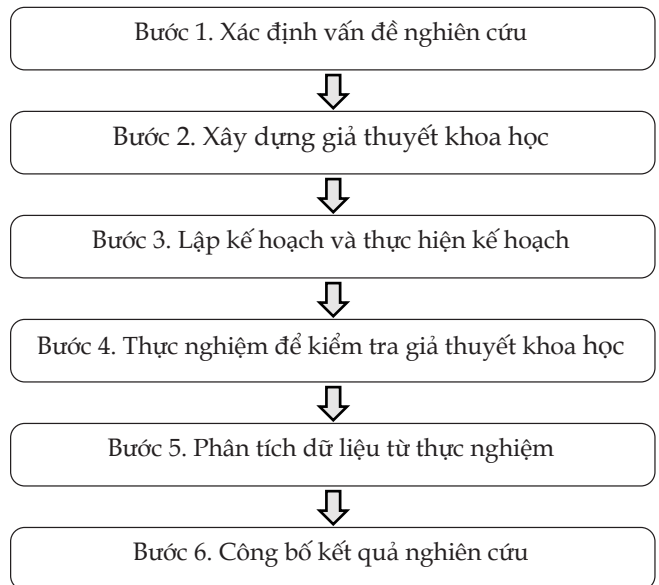 Bước 1. Xác định vấn đề nghiên cứu
Bước 2. Xây dựng giả thuyết khoa học
Bước 3. Lập kế hoạch và thực hiện kế hoạch
Bước 4. Thực nghiệm để kiểm tra giả thuyết khoa học
Bước 5. Phân tích dữ liệu từ thực nghiệm
Bước 6. Công bố kết quả nghiên cứu